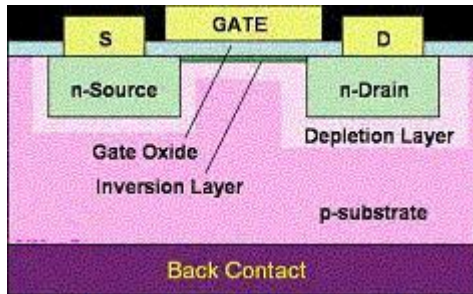 GATE
S
D
n-Source
n-Drain
Depletion Layer
Gate Oxide
Inversion Layer
p-substrate
Back Contact